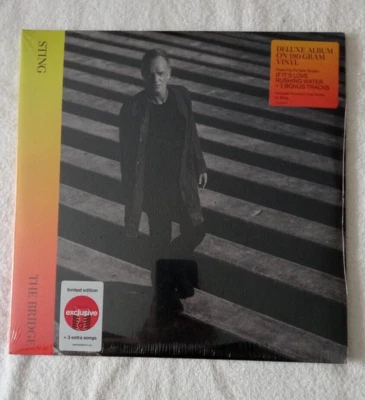 STING
THE BRIDGE
DELUXE ALBUM
ON 180 GRAM
VINYL
IF IT'S LOVE
RUSHING WATER
+ 3 BONUS TRACKS
limited edition
exclusive
+ 3 extra songs